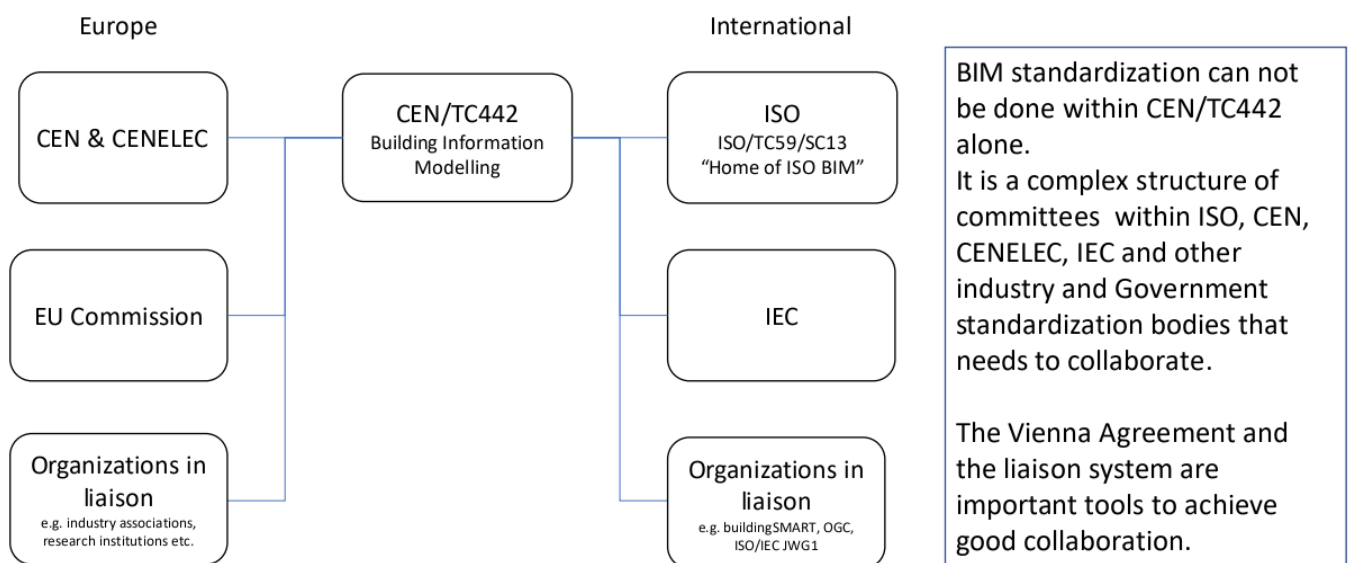 Europe
International
CEN & CENELEC
CEN/TC442
Building Information
Modelling
ISO
ISO/TC59/SC13
“Home of ISO BIM”
EU Commission
IEC
Organizations in
liaison
e.g. industry associations,
research institutions etc.
Organizations in
liaison
e.g. buildingSMART, OGC,
ISO/IEC JWG1
BIM standardization can not
be done within CEN/TC442
alone.
It is a complex structure of
committees within ISO, CEN,
CENELEC, IEC and other
industry and Government
standardization bodies that
needs to collaborate.
The Vienna Agreement and
the liaison system are
important tools to achieve
good collaboration.